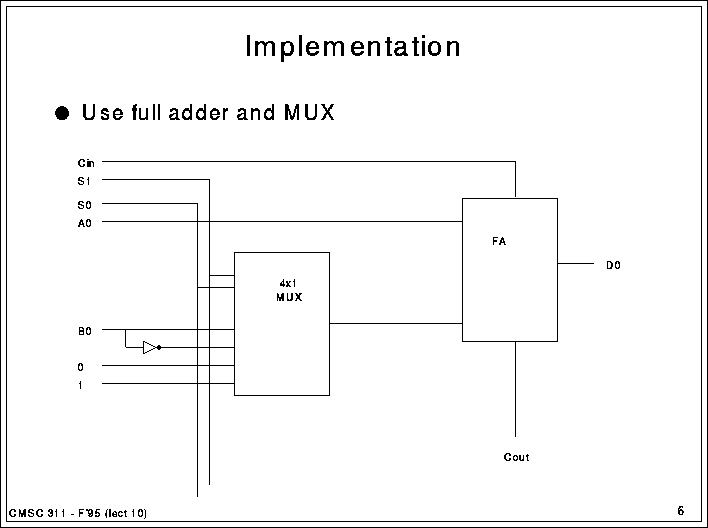 Implementation
● Use full adder and MUX
Cin
S1
S0
A0
FA
D0
4x1
MUX
B0
0
1
Cout
CMSC 311 - F'95 (lect 10)
6